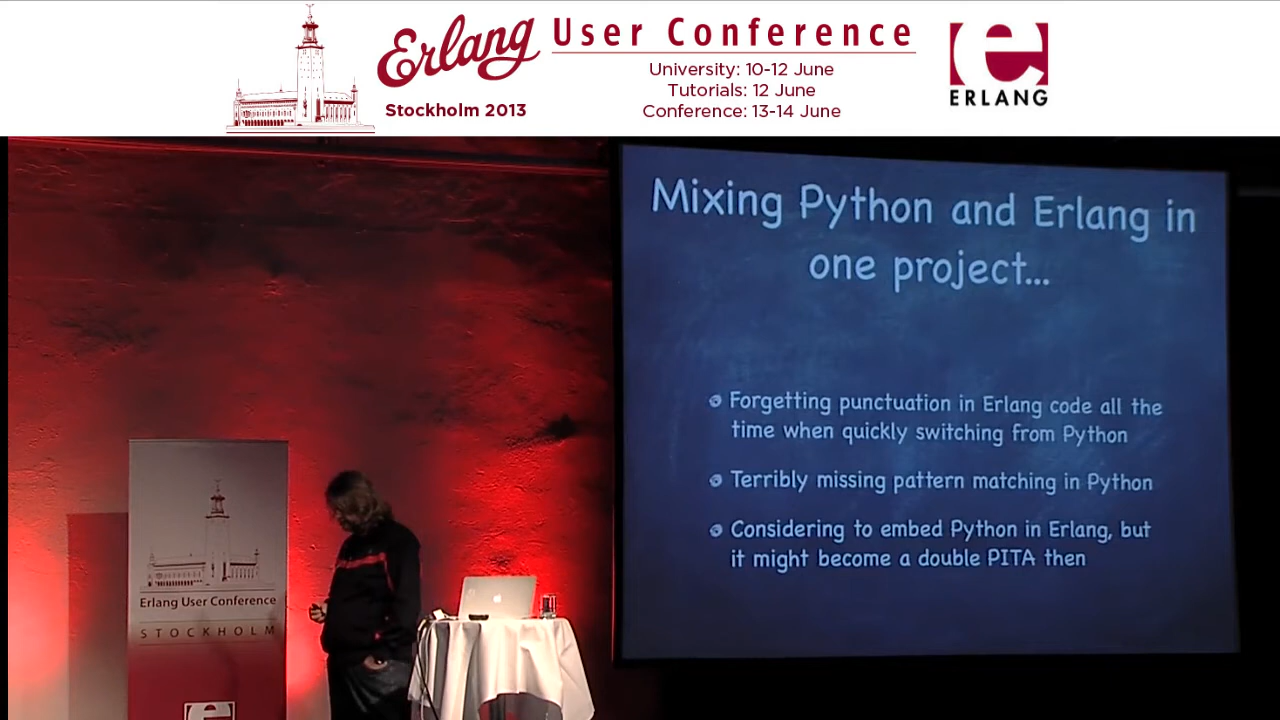 Erlang User Conference
Stockholm 2013
University: 10-12 June
Tutorials: 12 June
Conference: 13-14 June
e
ERLANG
Mixing Python and Erlang in
one project...
Forgetting punctuation in Erlang code all the
time when quickly switching from Python
Terribly missing pattern matching in Python
Considering to embed Python in Erlang, but
it might become a double PITA then
Erlang User Conference
STOCKHOLM
e